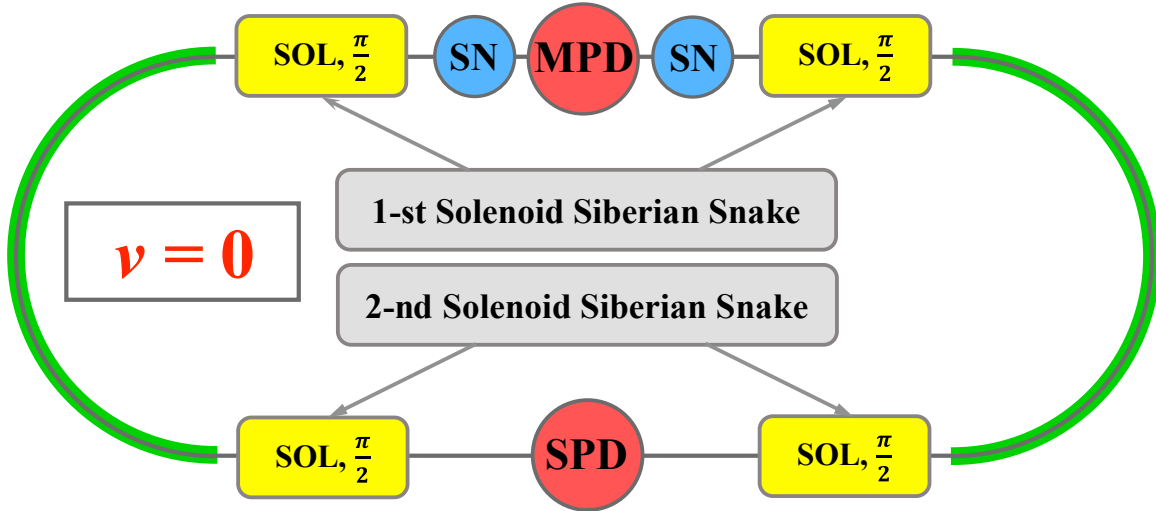 SOL, π/2
SN
MPD
SN
SOL, π/2
1-st Solenoid Siberian Snake
ν = 0
2-nd Solenoid Siberian Snake
SOL, π/2
SPD
SOL, π/2